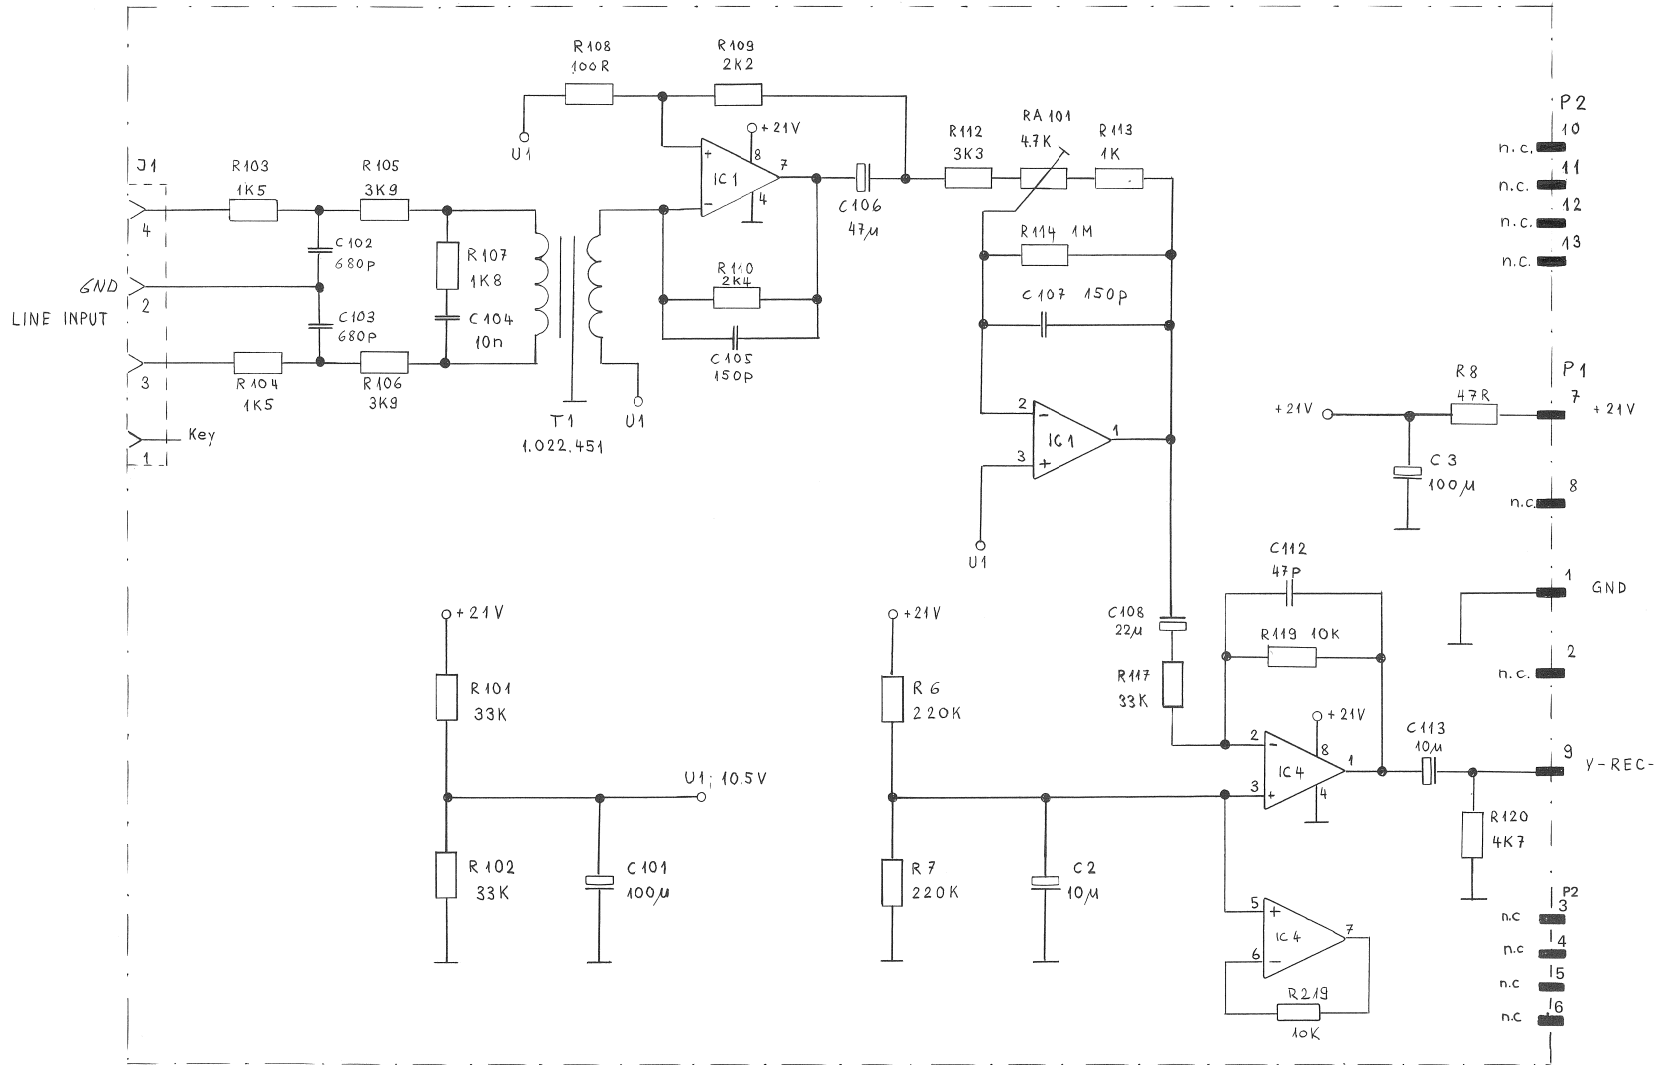 R108
100R
R109
2K2
U1
+21V
8
7
+
IC1
−
4
C106
47µ
R112
3K3
RA101
4.7K
R113
1K
P2
10
n.c.
11
n.c.
12
n.c.
13
n.c.
J1
R103
1K5
R105
3K9
4
C102
680p
R107
1K8
GND
2
LINE INPUT
C103
680p
C104
10n
3
R104
1K5
R106
3K9
Key
1
T1
1.022.451
U1
R110
2K4
C105
150p
R114 1M
C107 150p
2
−
IC1
1
3
+
U1
R8
47R
P1
7
+21V
+21V
C3
100µ
8
n.c.
1
GND
2
n.c.
C112
47p
C108
22µ
R119 10K
R117
33K
+21V
2
−
8
IC4
1
3
+
4
C113
10µ
9
Y-REC-
R120
4K7
+21V
R101
33K
U1; 10.5V
R102
33K
C101
100µ
+21V
R6
220K
R7
220K
C2
10µ
5
+
IC4
7
6
−
R219
10K
P2
3
n.c
4
n.c
5
n.c
6
n.c